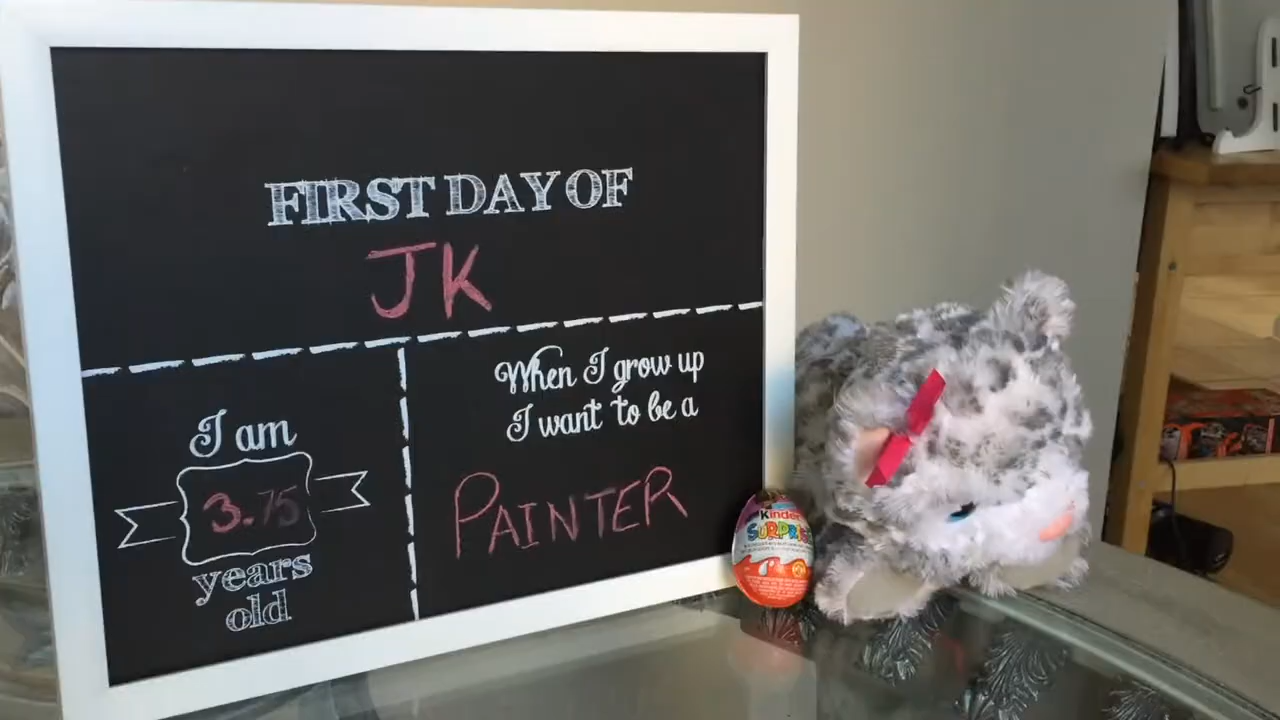 FIRST DAY OF
JK
I am
3.75
years
old
When I grow up
I want to be a
PAINTER
Kinder
SURPRISE